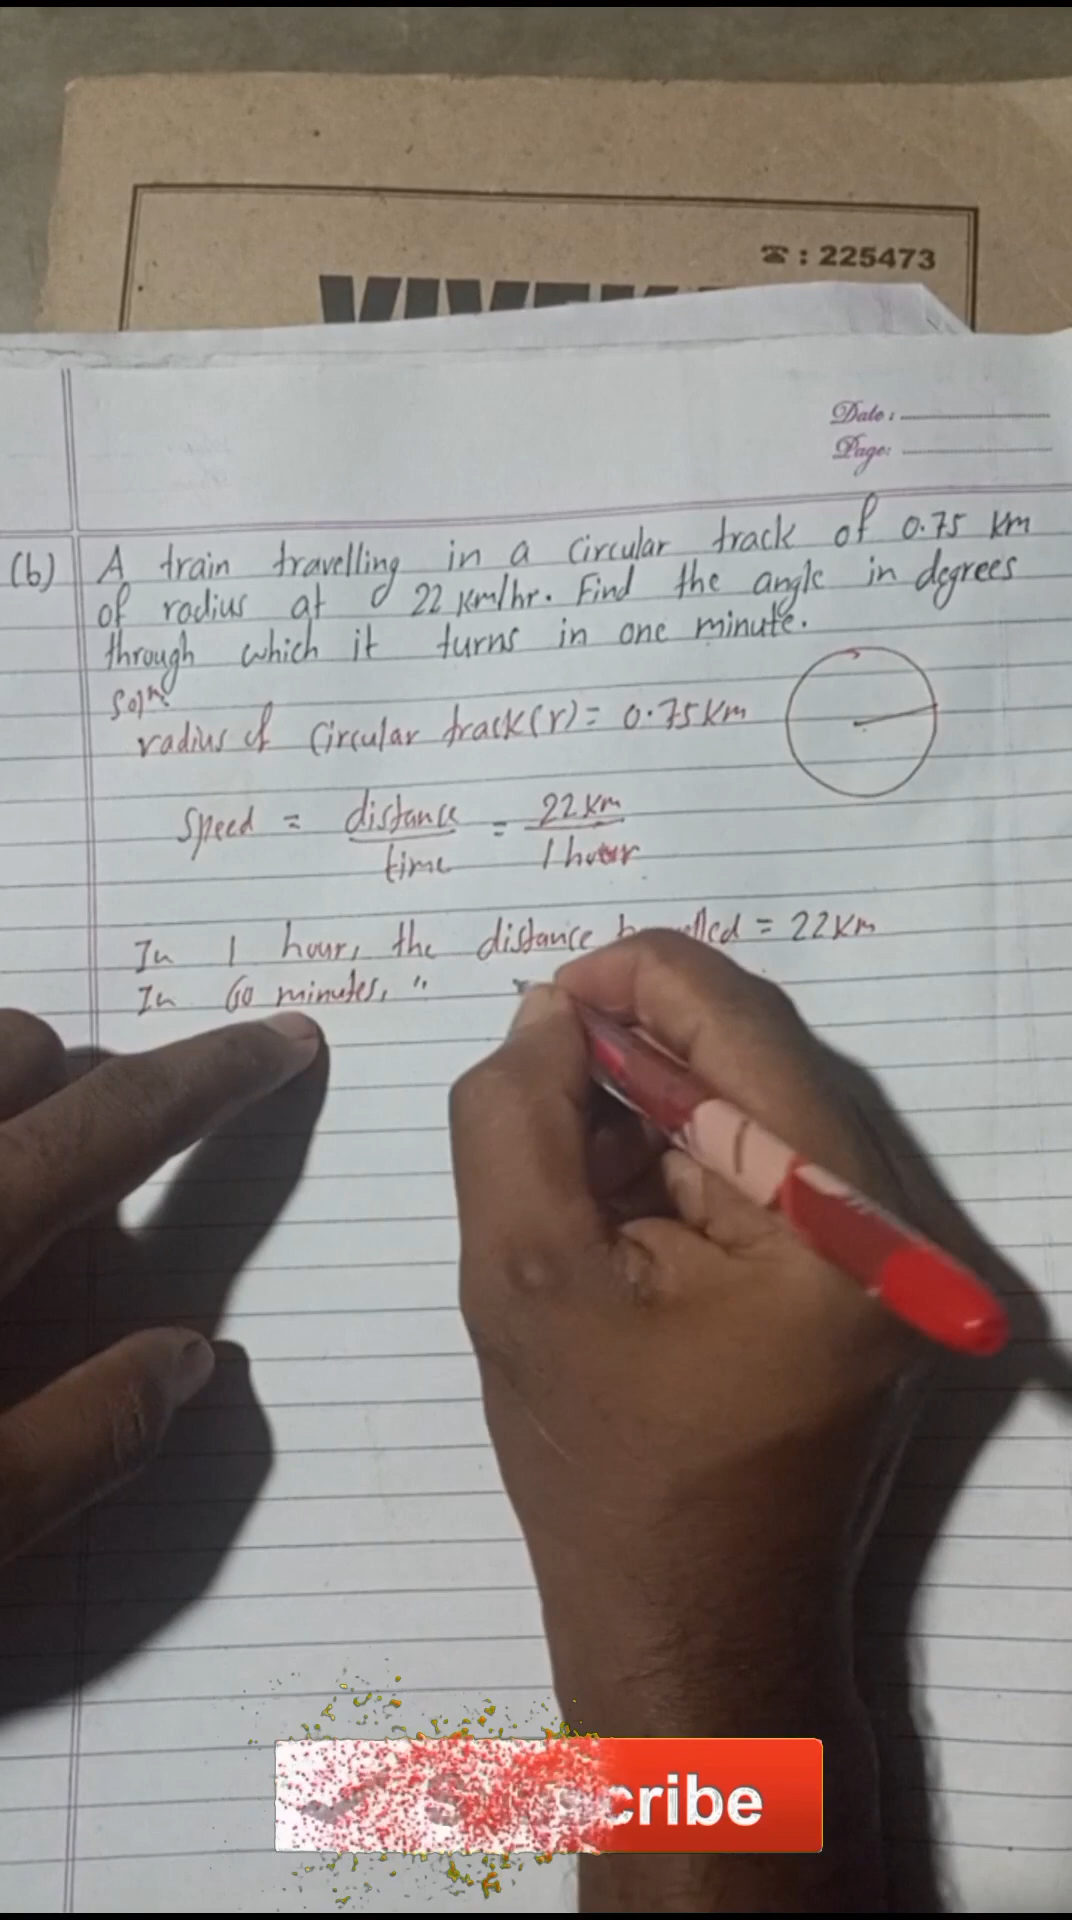 ☎ : 225473
Date :
Page:
(b) A train travelling in a circular track of 0.75 km
of radius at 22 km/hr. Find the angle in degrees
through which it turns in one minute.
Soln
radius of circular track(r) = 0.75 km
Speed = distance/time = 22 km/1 hour
In 1 hour, the distance = 22 km
In 60 minutes, "
cribe